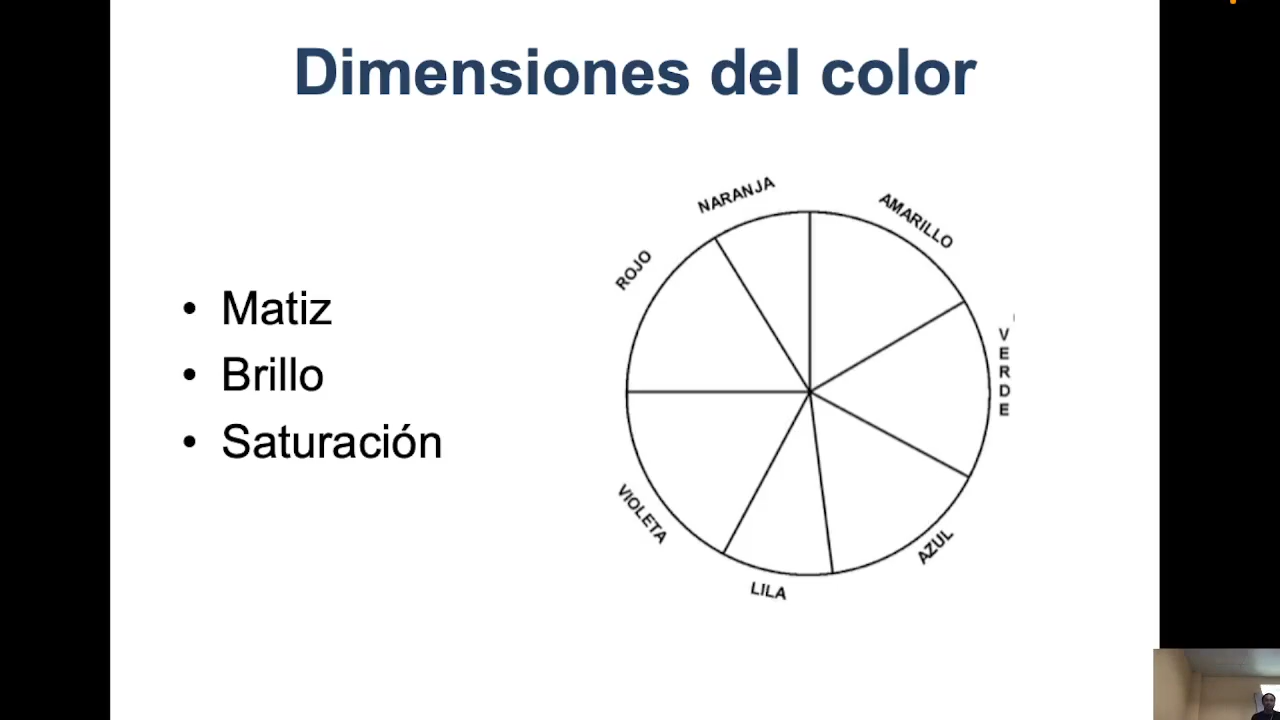 Dimensiones del color
• Matiz
• Brillo
• Saturación
NARANJA
AMARILLO
ROJO
VERDE
VIOLETA
AZUL
LILA